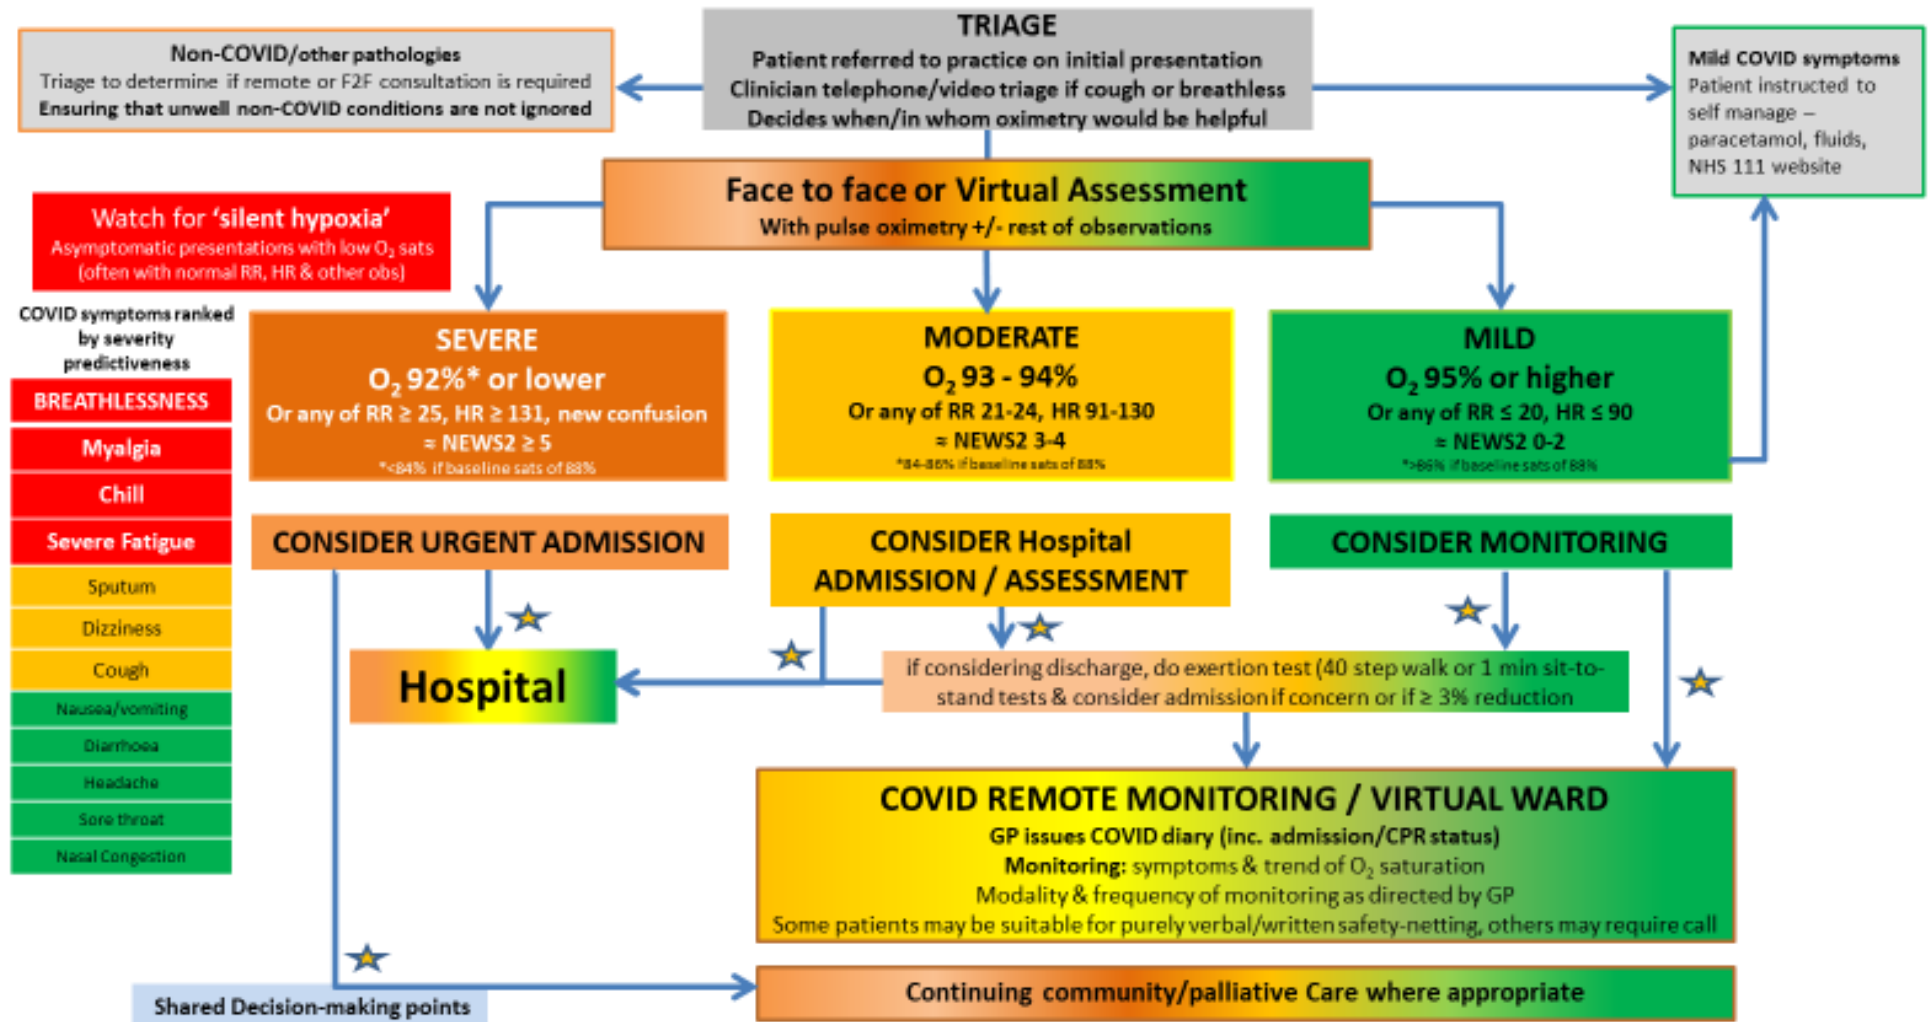 TRIAGE
Patient referred to practice on initial presentation
Clinician telephone/video triage if cough or breathless
Decides when/in whom oximetry would be helpful
Non-COVID/other pathologies
Triage to determine if remote or F2F consultation is required
Ensuring that unwell non-COVID conditions are not ignored
Mild COVID symptoms
Patient instructed to
self manage –
paracetamol, fluids,
NHS 111 website
Face to face or Virtual Assessment
With pulse oximetry +/- rest of observations
Watch for ‘silent hypoxia’
Asymptomatic presentations with low O₂ sats
(often with normal RR, HR & other obs)
COVID symptoms ranked
by severity
predictiveness
BREATHLESSNESS
Myalgia
Chill
Severe Fatigue
Sputum
Dizziness
Cough
Nausea/vomiting
Diarrhoea
Headache
Sore throat
Nasal Congestion
SEVERE
O₂ 92%* or lower
Or any of RR ≥ 25, HR ≥ 131, new confusion
≈ NEWS2 ≥ 5
*<84% if baseline sats of 88%
MODERATE
O₂ 93 - 94%
Or any of RR 21-24, HR 91-130
≈ NEWS2 3-4
*84-86% if baseline sats of 88%
MILD
O₂ 95% or higher
Or any of RR ≤ 20, HR ≤ 90
≈ NEWS2 0-2
*>86% if baseline sats of 88%
CONSIDER URGENT ADMISSION
CONSIDER Hospital
ADMISSION / ASSESSMENT
CONSIDER MONITORING
Hospital
if considering discharge, do exertion test (40 step walk or 1 min sit-to-
stand tests & consider admission if concern or if ≥ 3% reduction
COVID REMOTE MONITORING / VIRTUAL WARD
GP issues COVID diary (inc. admission/CPR status)
Monitoring: symptoms & trend of O₂ saturation
Modality & frequency of monitoring as directed by GP
Some patients may be suitable for purely verbal/written safety-netting, others may require call
Continuing community/palliative Care where appropriate
Shared Decision-making points